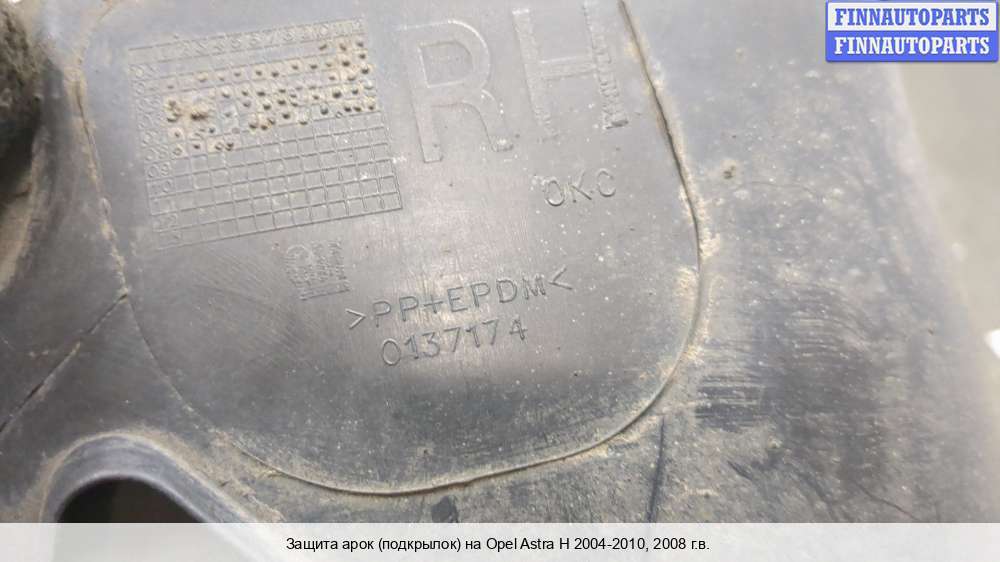 FINNAUTOPARTS
FINNAUTOPARTS
RH
OKC
>PP+EPDM<
0137174
Защита арок (подкрылок) на Opel Astra H 2004-2010, 2008 г.в.